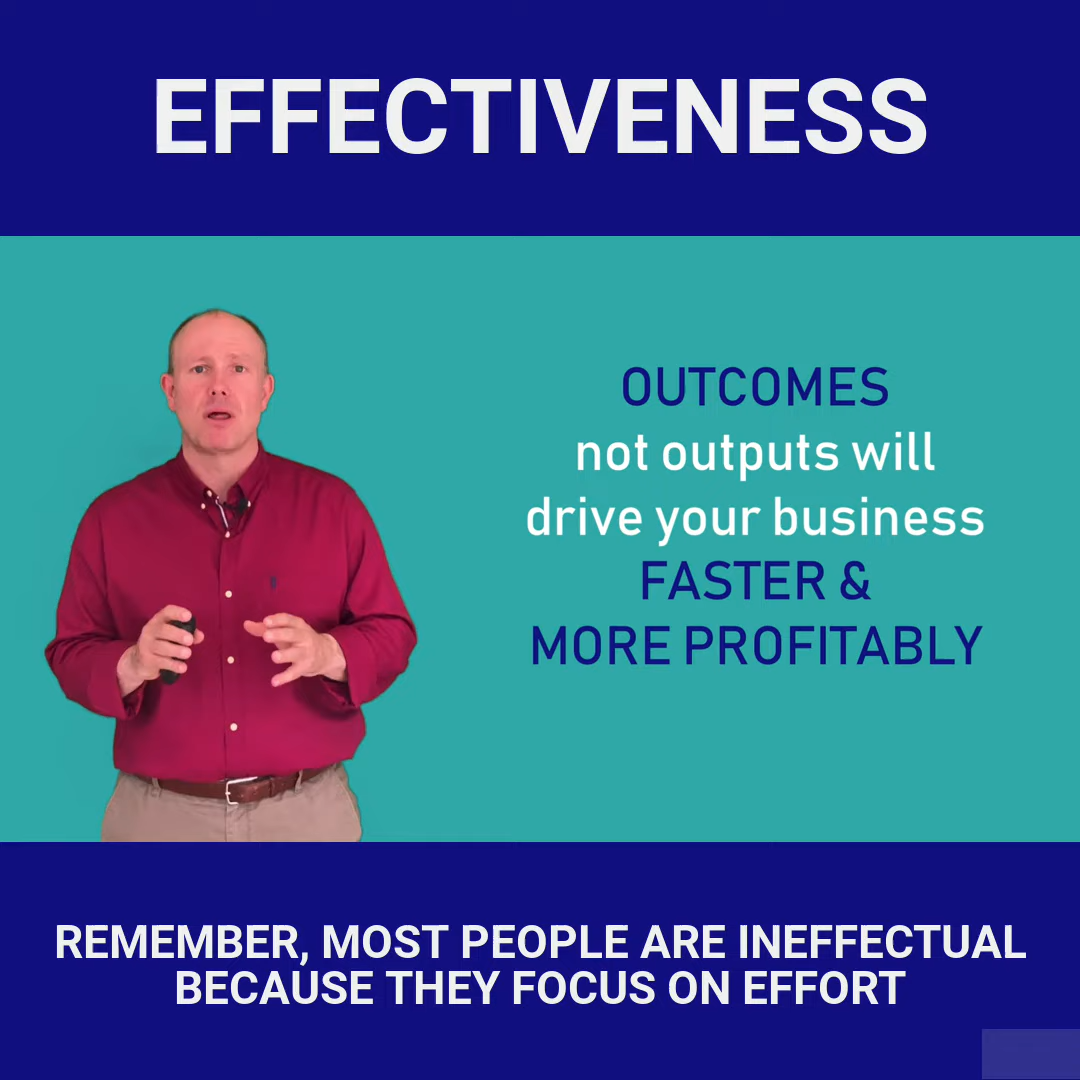 EFFECTIVENESS
OUTCOMES
not outputs will
drive your business
FASTER &
MORE PROFITABLY
REMEMBER, MOST PEOPLE ARE INEFFECTUAL
BECAUSE THEY FOCUS ON EFFORT